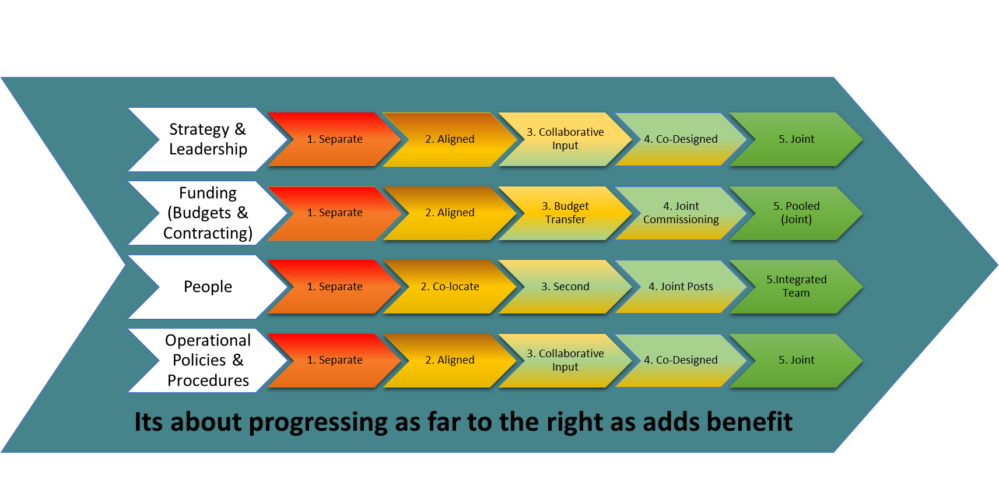 Strategy &
Leadership
1. Separate
2. Aligned
3. Collaborative
Input
4. Co-Designed
5. Joint
Funding
(Budgets &
Contracting)
1. Separate
2. Aligned
3. Budget
Transfer
4. Joint
Commissioning
5. Pooled
(Joint)
People
1. Separate
2. Co-locate
3. Second
4. Joint Posts
5.Integrated
Team
Operational
Policies &
Procedures
1. Separate
2. Aligned
3. Collaborative
Input
4. Co-Designed
5. Joint
Its about progressing as far to the right as adds benefit